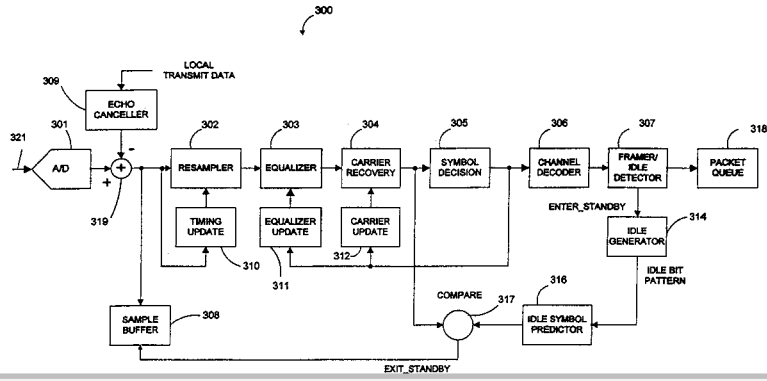 300
LOCAL
TRANSMIT DATA
309
ECHO
CANCELLER
321
301
A/D
-
+
+
319
302
RESAMPLER
303
EQUALIZER
304
CARRIER
RECOVERY
305
SYMBOL
DECISION
306
CHANNEL
DECODER
307
FRAMER/
IDLE
DETECTOR
318
PACKET
QUEUE
TIMING
UPDATE
310
EQUALIZER
UPDATE
311
CARRIER
UPDATE
312
ENTER_STANDBY
314
IDLE
GENERATOR
IDLE BIT
PATTERN
316
IDLE SYMBOL
PREDICTOR
COMPARE
317
SAMPLE
BUFFER
308
EXIT_STANDBY